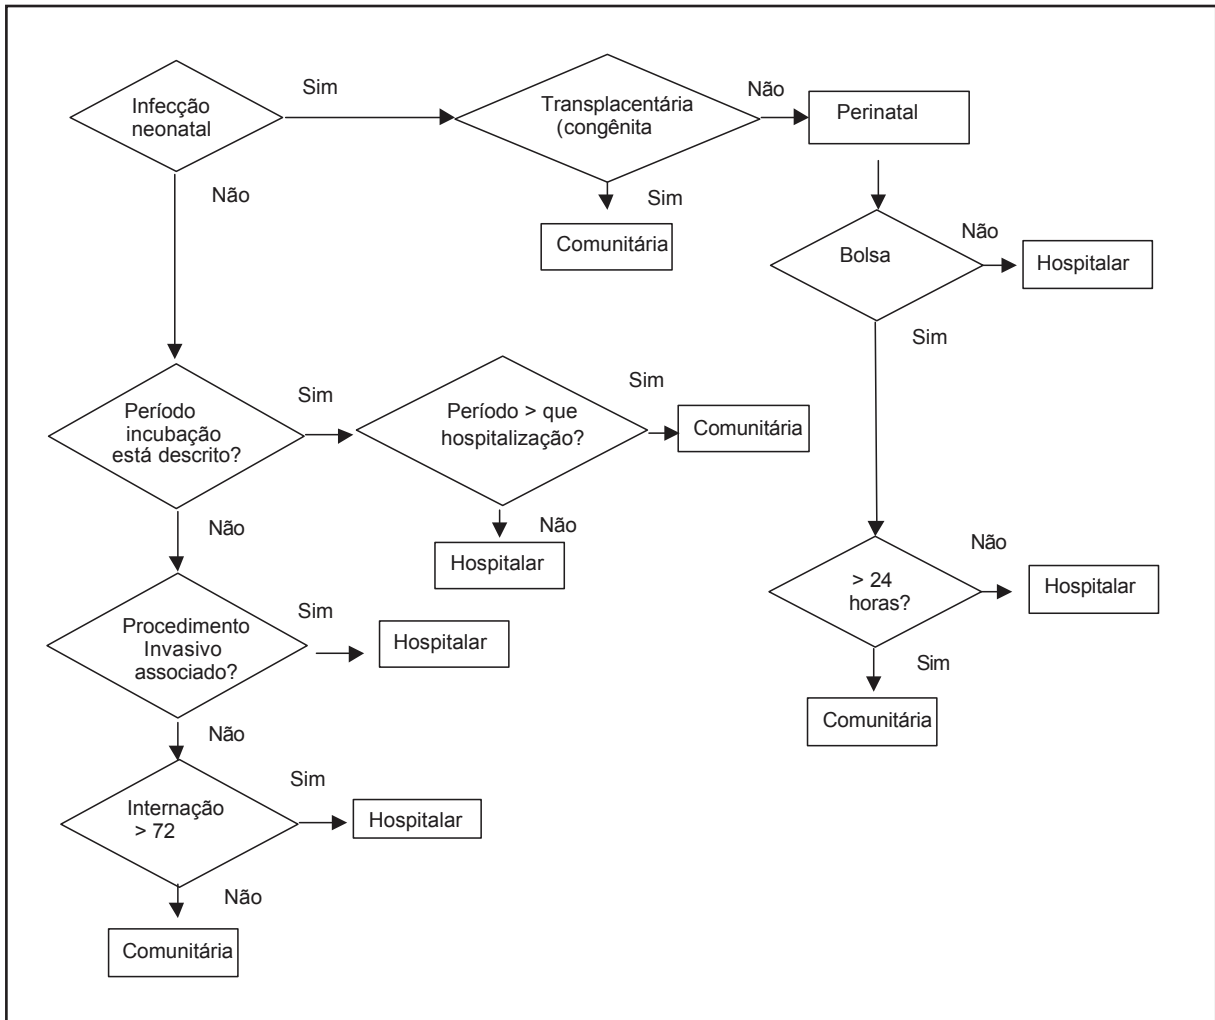 Infecção
neonatal
Sim
Transplacentária
(congênita
Não
Perinatal
Não
Sim
Comunitária
Bolsa
Não
Hospitalar
Sim
Período
incubação
está descrito?
Sim
Período > que
hospitalização?
Sim
Comunitária
Não
Não
Hospitalar
> 24
horas?
Não
Hospitalar
Sim
Comunitária
Procedimento
Invasivo
associado?
Sim
Hospitalar
Não
Internação
> 72
Sim
Hospitalar
Não
Comunitária